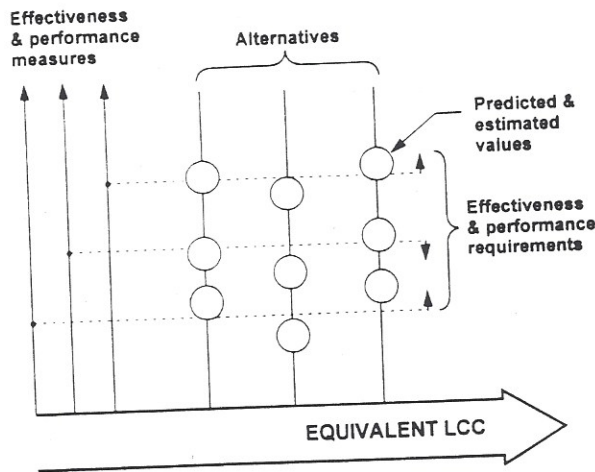 Effectiveness
& performance
measures
Alternatives
Predicted &
estimated
values
Effectiveness
& performance
requirements
EQUIVALENT LCC